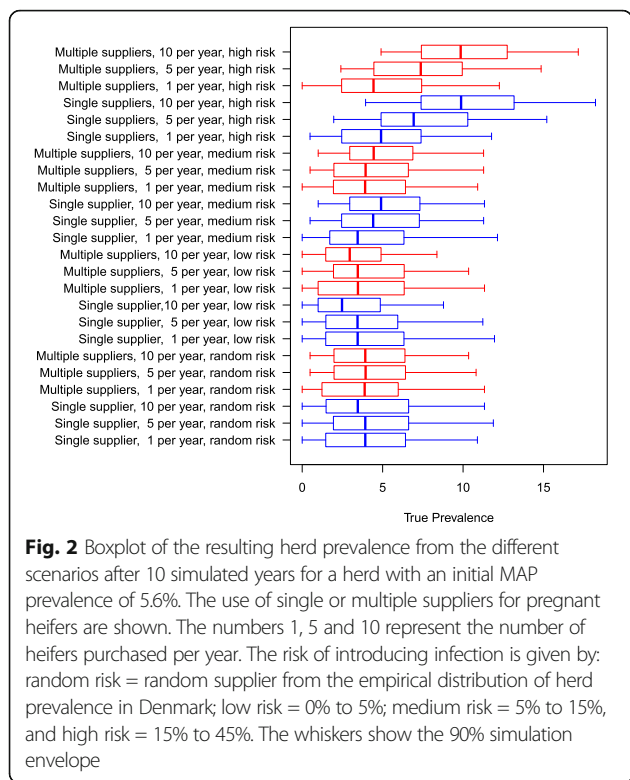 Multiple suppliers, 10 per year, high risk
Multiple suppliers, 5 per year, high risk
Multiple suppliers, 1 per year, high risk
Single suppliers, 10 per year, high risk
Single suppliers, 5 per year, high risk
Single suppliers, 1 per year, high risk
Multiple suppliers, 10 per year, medium risk
Multiple suppliers, 5 per year, medium risk
Multiple suppliers, 1 per year, medium risk
Single supplier, 10 per year, medium risk
Single supplier, 5 per year, medium risk
Single supplier, 1 per year, medium risk
Multiple suppliers, 10 per year, low risk
Multiple suppliers, 5 per year, low risk
Multiple suppliers, 1 per year, low risk
Single supplier,10 per year, low risk
Single supplier, 5 per year, low risk
Single supplier, 1 per year, low risk
Multiple suppliers, 10 per year, random risk
Multiple suppliers, 5 per year, random risk
Multiple suppliers, 1 per year, random risk
Single supplier, 10 per year, random risk
Single supplier, 5 per year, random risk
Single supplier, 1 per year, random risk
0 5 10 15
True Prevalence
Fig. 2 Boxplot of the resulting herd prevalence from the different
scenarios after 10 simulated years for a herd with an initial MAP
prevalence of 5.6%. The use of single or multiple suppliers for pregnant
heifers are shown. The numbers 1, 5 and 10 represent the number of
heifers purchased per year. The risk of introducing infection is given by:
random risk = random supplier from the empirical distribution of herd
prevalence in Denmark; low risk = 0% to 5%; medium risk = 5% to 15%,
and high risk = 15% to 45%. The whiskers show the 90% simulation
envelope